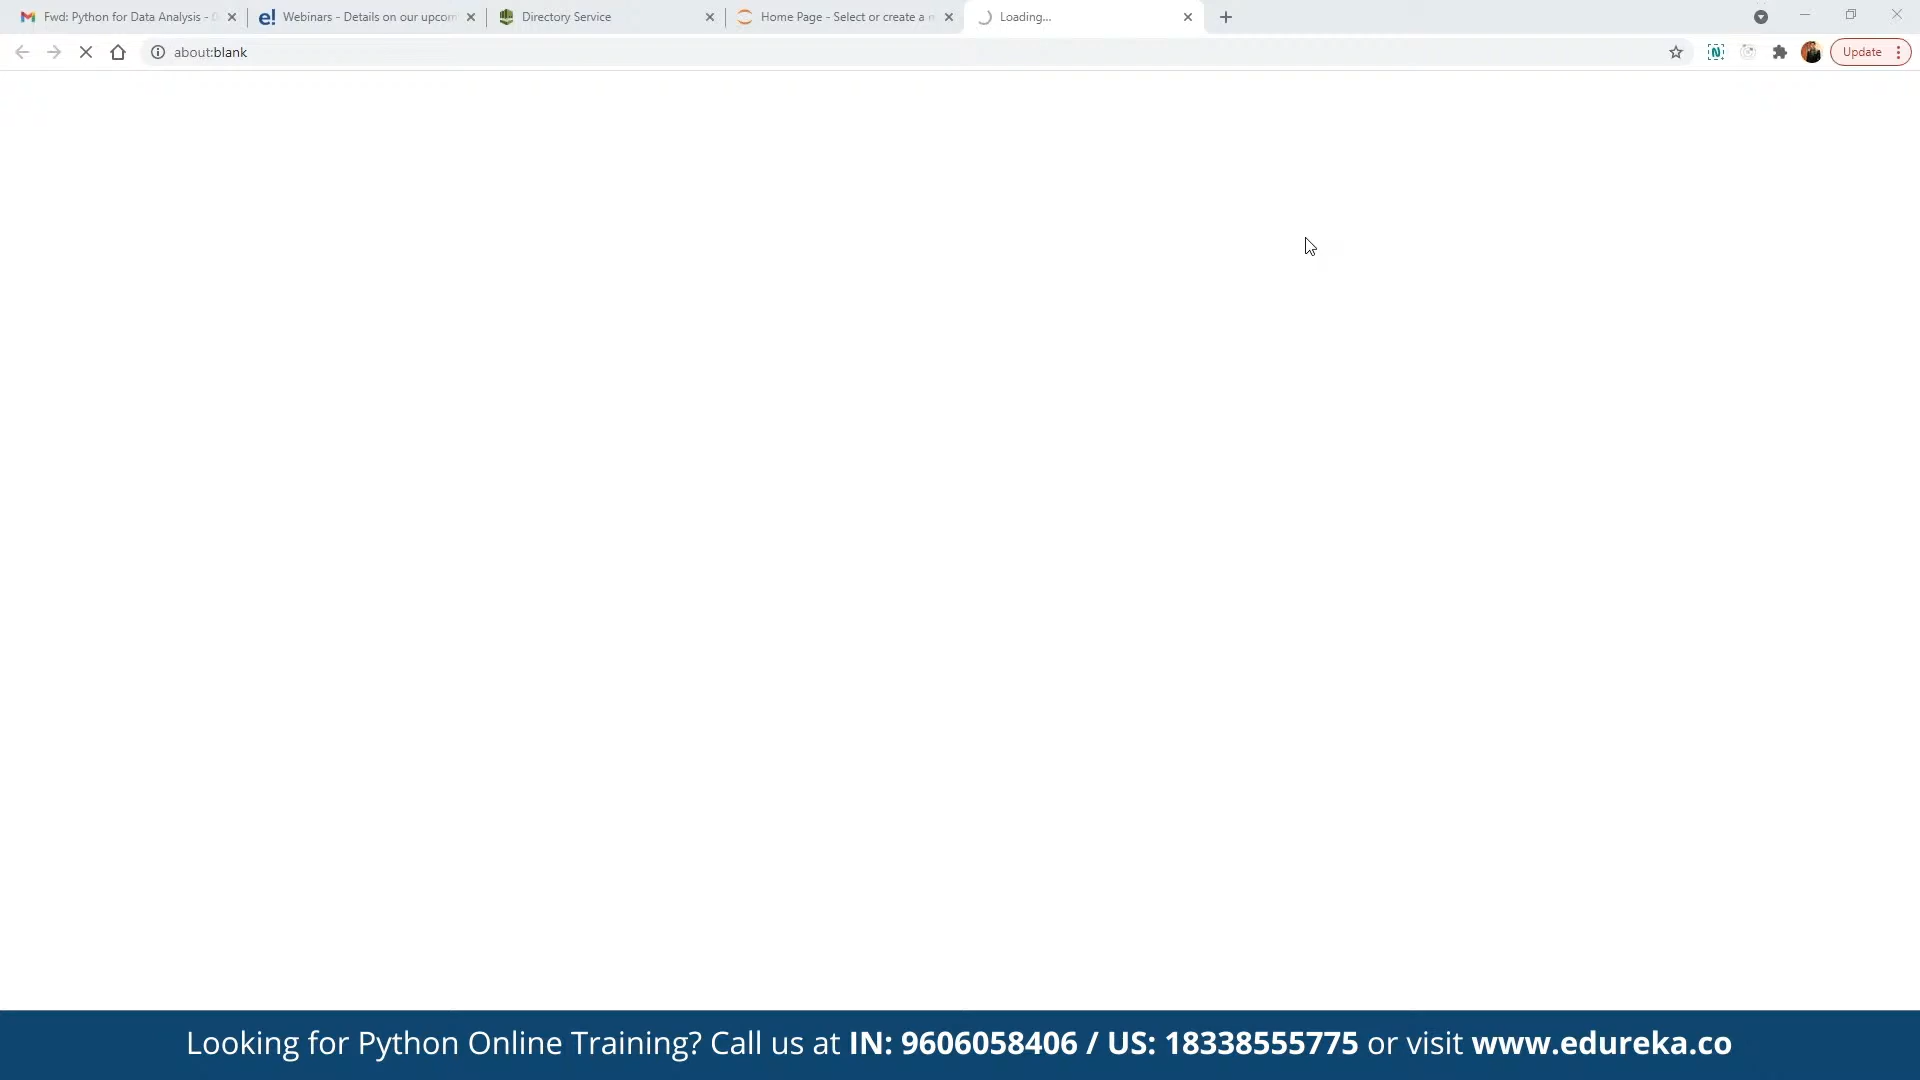 Fwd: Python for Data Analysis -
Webinars - Details on our upcom
Directory Service
Home Page - Select or create a
Loading...
about:blank
N
Update
Looking for Python Online Training? Call us at IN: 9606058406 / US: 18338555775 or visit www.edureka.co